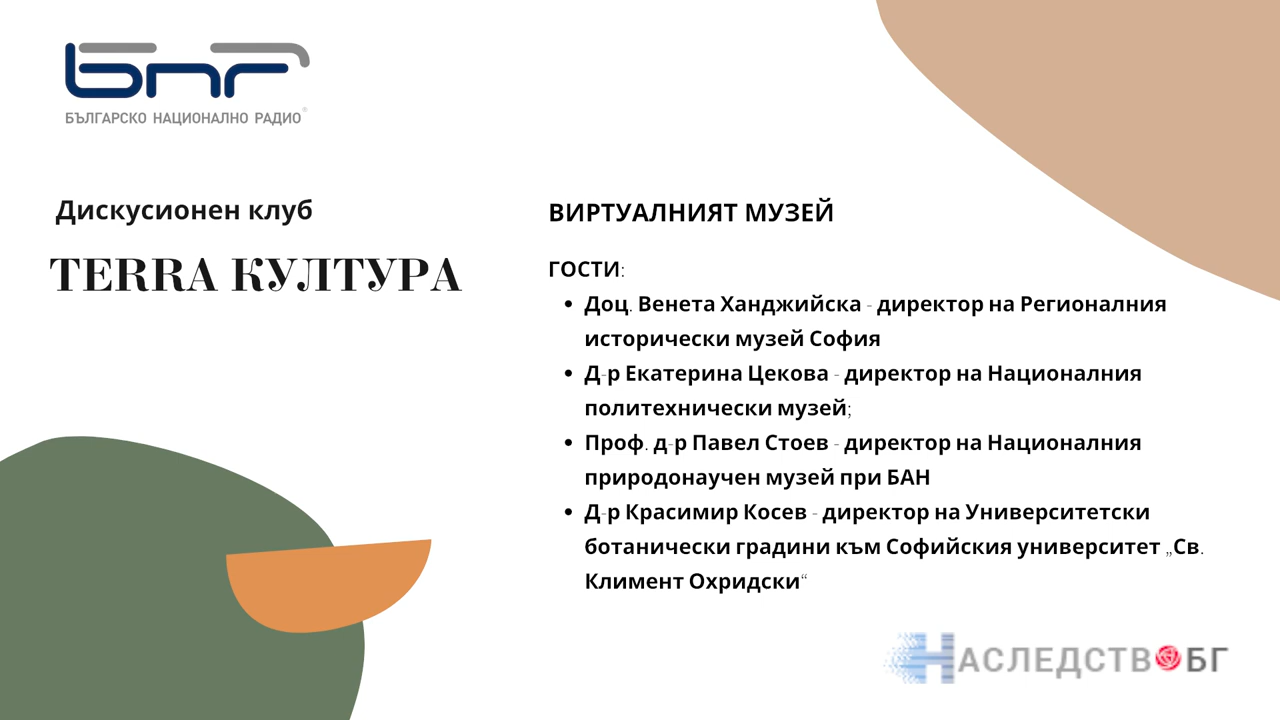 БНР
БЪЛГАРСКО НАЦИОНАЛНО РАДИО
Дискусионен клуб
TERRA КУЛТУРА
ВИРТУАЛНИЯТ МУЗЕЙ
ГОСТИ:
• Доц. Венета Ханджийска - директор на Регионалния
исторически музей София
• Д-р Екатерина Цекова - директор на Националния
политехнически музей;
• Проф. д-р Павел Стоев - директор на Националния
природонаучен музей при БАН
• Д-р Красимир Косев - директор на Университетски
ботанически градини към Софийския университет „Св.
Климент Охридски“
НАСЛЕДСТВО БГ